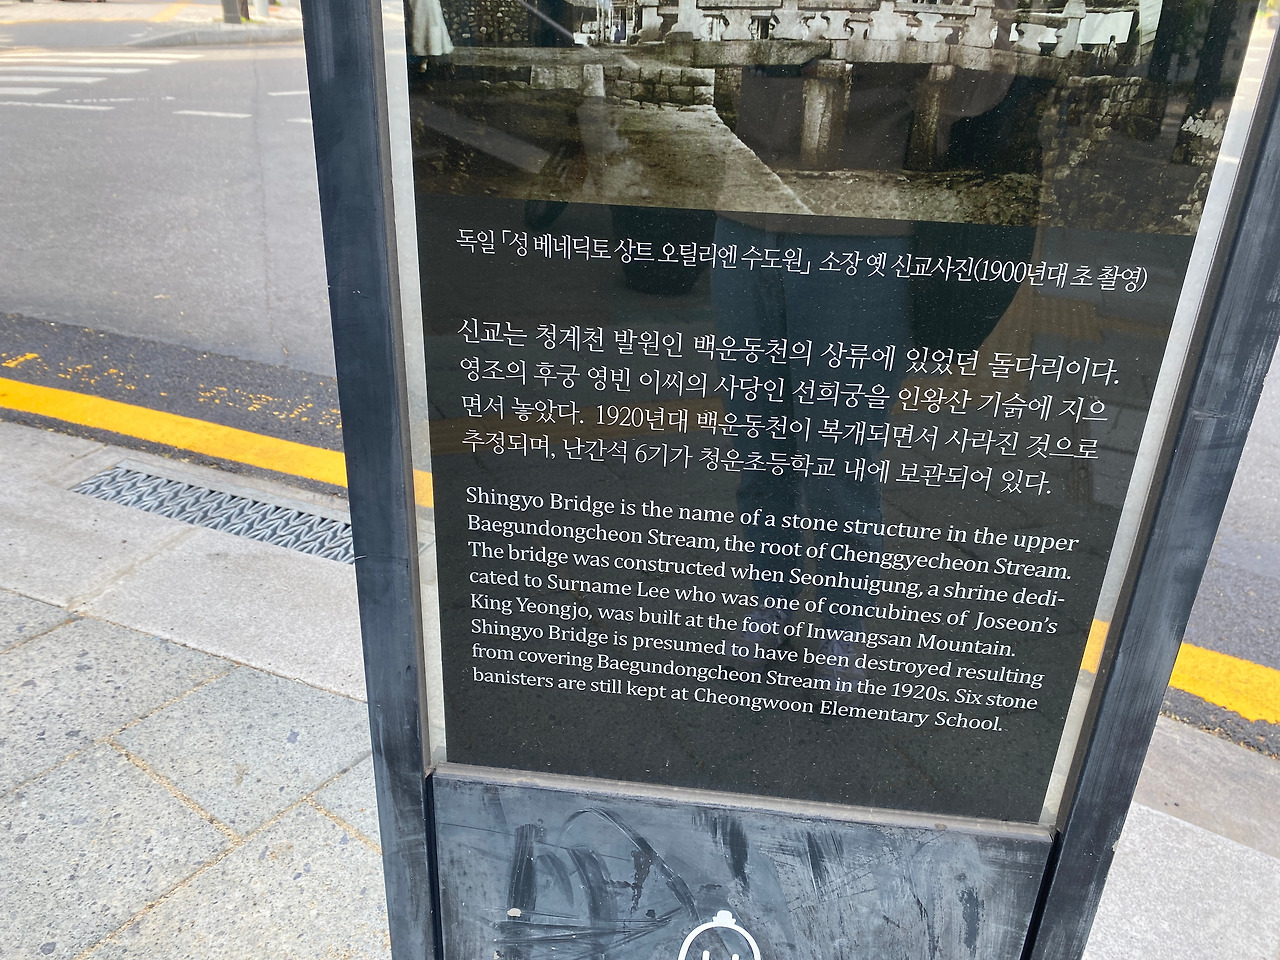 독일 「성 베네딕토 상트 오틸리엔 수도원」 소장 옛 신교사진(1900년대 초 촬영)
신교는 청계천 발원인 백운동천의 상류에 있었던 돌다리이다.
영조의 후궁 영빈 이씨의 사당인 선희궁을 인왕산 기슭에 지으
면서 놓았다. 1920년대 백운동천이 복개되면서 사라진 것으로
추정되며, 난간석 6기가 청운초등학교 내에 보관되어 있다.
Shingyo Bridge is the name of a stone structure in the upper
Baegundongcheon Stream, the root of Chenggyecheon Stream.
The bridge was constructed when Seonhuigung, a shrine dedi-
cated to Surname Lee who was one of concubines of Joseon's
King Yeongjo, was built at the foot of Inwangsan Mountain.
Shingyo Bridge is presumed to have been destroyed resulting
from covering Baegundongcheon Stream in the 1920s. Six stone
banisters are still kept at Cheongwoon Elementary School.